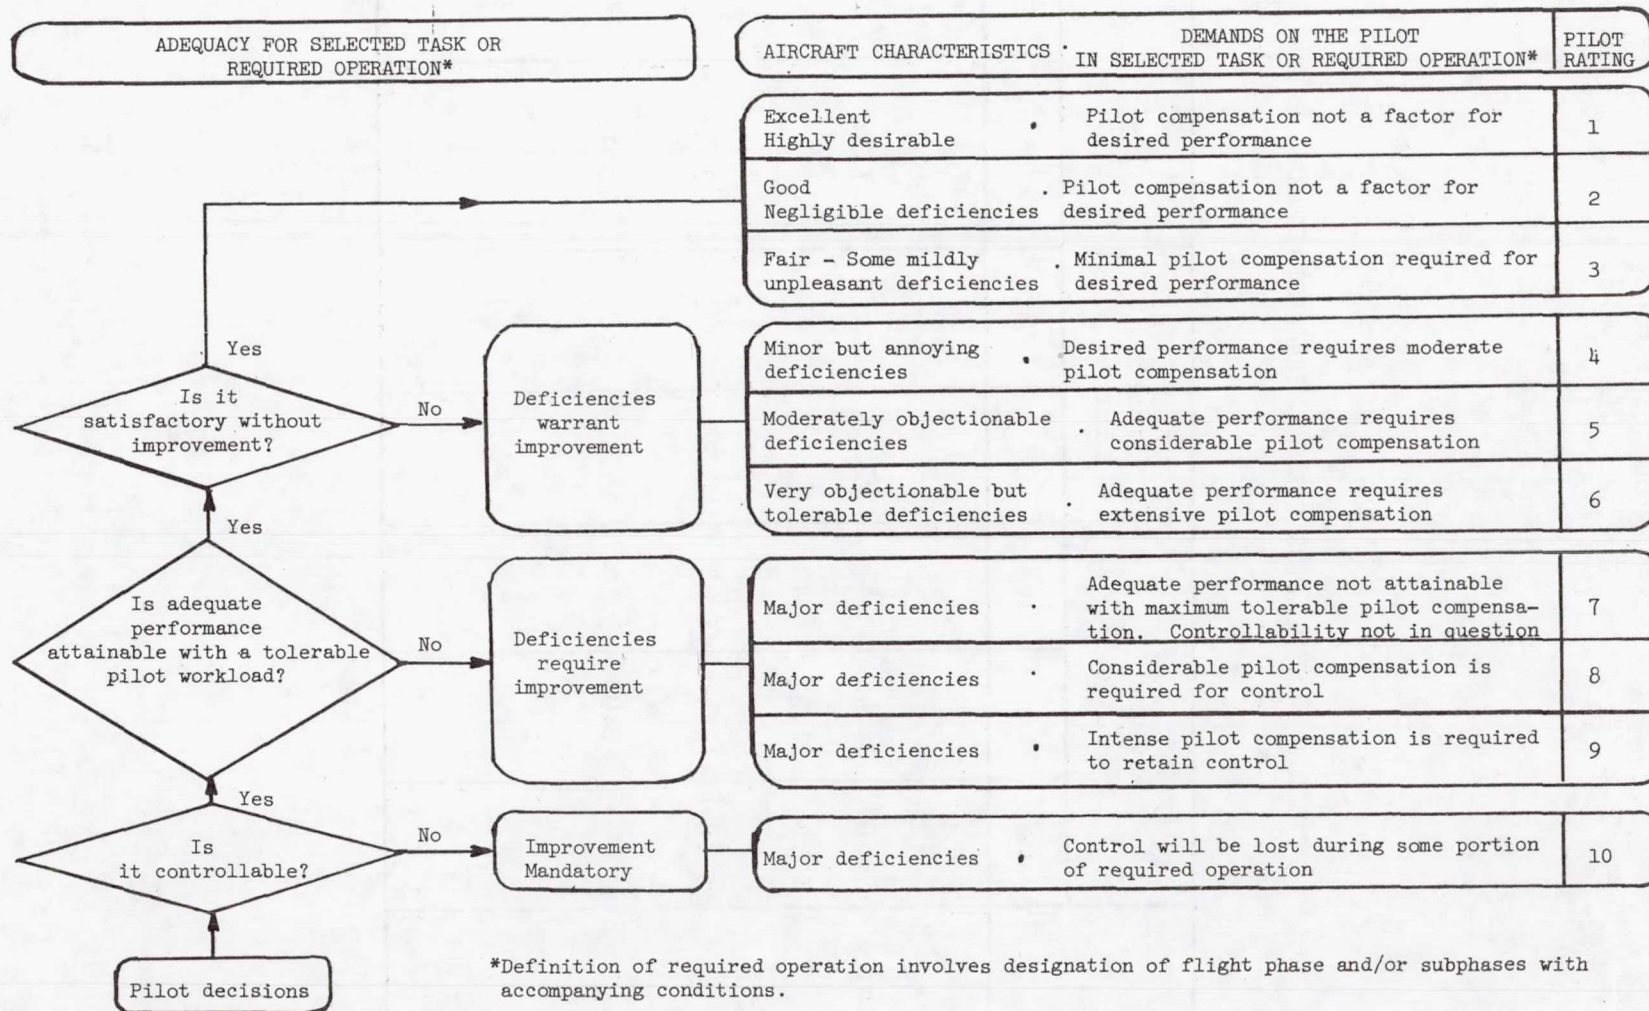 ADEQUACY FOR SELECTED TASK OR
REQUIRED OPERATION*
AIRCRAFT CHARACTERISTICS
DEMANDS ON THE PILOT
IN SELECTED TASK OR REQUIRED OPERATION*
PILOT
RATING
Excellent
Highly desirable
Pilot compensation not a factor for
desired performance
1
Good
Negligible deficiencies
Pilot compensation not a factor for
desired performance
2
Fair - Some mildly
unpleasant deficiencies
Minimal pilot compensation required for
desired performance
3
Yes
Is it
satisfactory without
improvement?
No
Deficiencies
warrant
improvement
Minor but annoying
deficiencies
Desired performance requires moderate
pilot compensation
4
Moderately objectionable
deficiencies
Adequate performance requires
considerable pilot compensation
5
Very objectionable but
tolerable deficiencies
Adequate performance requires
extensive pilot compensation
6
Yes
Is adequate
performance
attainable with a tolerable
pilot workload?
No
Deficiencies
require
improvement
Major deficiencies
Adequate performance not attainable
with maximum tolerable pilot compensa-
tion. Controllability not in question
7
Major deficiencies
Considerable pilot compensation is
required for control
8
Major deficiencies
Intense pilot compensation is required
to retain control
9
Yes
Is
it controllable?
No
Improvement
Mandatory
Major deficiencies
Control will be lost during some portion
of required operation
10
Pilot decisions
*Definition of required operation involves designation of flight phase and/or subphases with
accompanying conditions.